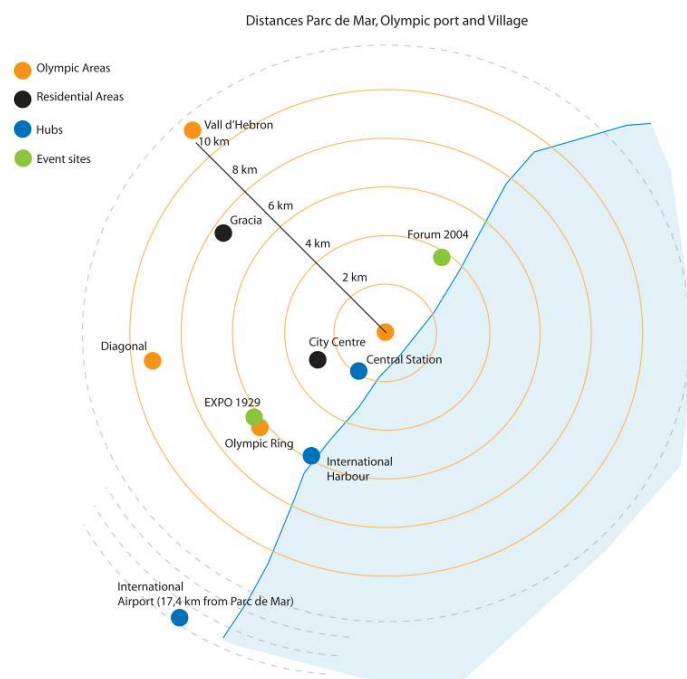 Distances Parc de Mar, Olympic port and Village
Olympic Areas
Residential Areas
Hubs
Event sites
Vall d'Hebron
10 km
8 km
6 km
Gracia
4 km
Forum 2004
2 km
City Centre
Diagonal
Central Station
EXPO 1929
Olympic Ring
International
Harbour
International
Airport (17,4 km from Parc de Mar)